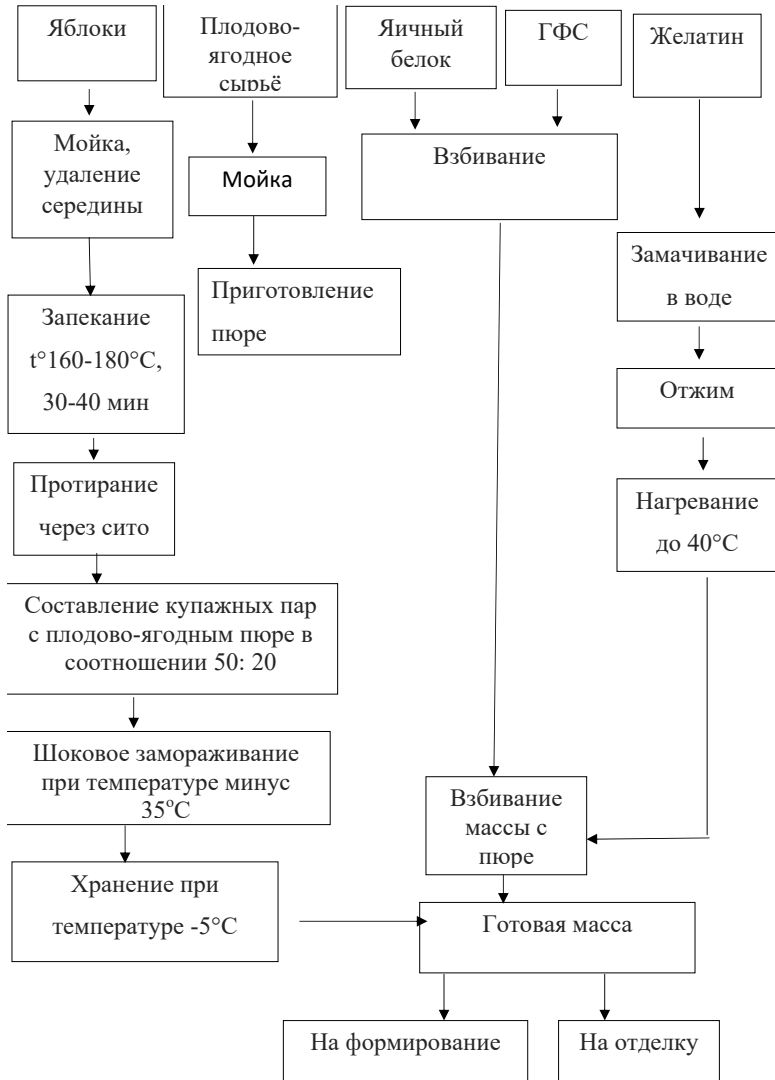 Яблоки
Плодово-
ягодное
сырьё
Яичный
белок
ГФС
Желатин
Мойка,
удаление
середины
Мойка
Взбивание
Приготовление
пюре
Замачивание
в воде
Запекание
t°160-180°С,
30-40 мин
Отжим
Протирание
через сито
Нагревание
до 40°С
Составление купажных пар
с плодово-ягодным пюре в
соотношении 50: 20
Шоковое замораживание
при температуре минус
35°С
Взбивание
массы с
пюре
Хранение при
температуре -5°С
Готовая масса
На формирование
На отделку